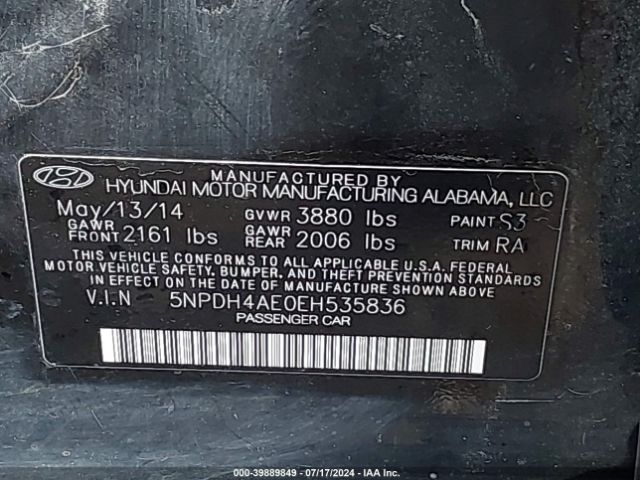 MANUFACTURED BY
HYUNDAI MOTOR MANUFACTURING ALABAMA, LLC
May/13/14 GVWR 3880 lbs PAINT S3
GAWR FRONT 2161 lbs GAWR REAR 2006 lbs TRIM RA
THIS VEHICLE CONFORMS TO ALL APPLICABLE U.S.A. FEDERAL
MOTOR VEHICLE SAFETY, BUMPER, AND THEFT PREVENTION STANDARDS
IN EFFECT ON THE DATE OF MANUFACTURE SHOWN ABOVE
V.I.N 5NPDH4AE0EH535836
PASSENGER CAR
000-39889849 - 07/17/2024 - IAA Inc.